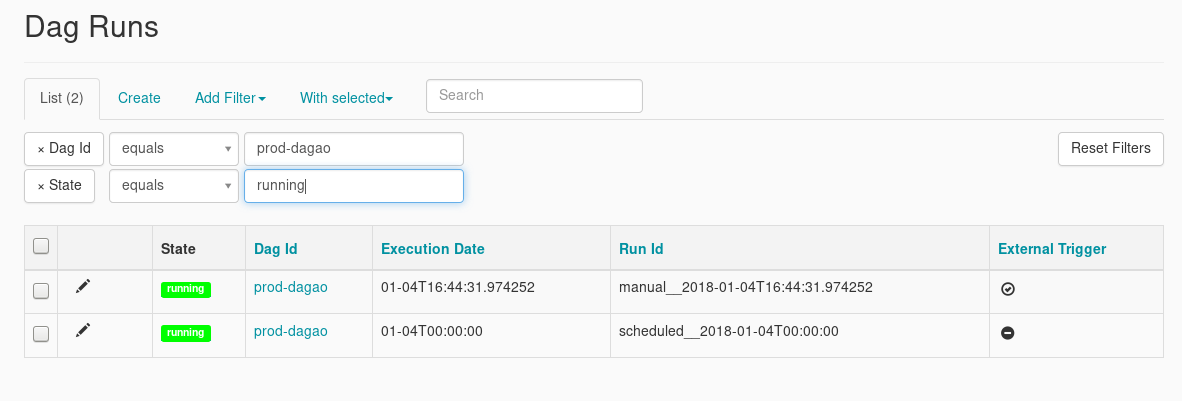 Dag Runs
List (2) Create Add Filter With selected Search
× Dag Id equals prod-dagao Reset Filters
× State equals running
State Dag Id Execution Date Run Id External Trigger
running prod-dagao 01-04T16:44:31.974252 manual__2018-01-04T16:44:31.974252
running prod-dagao 01-04T00:00:00 scheduled__2018-01-04T00:00:00